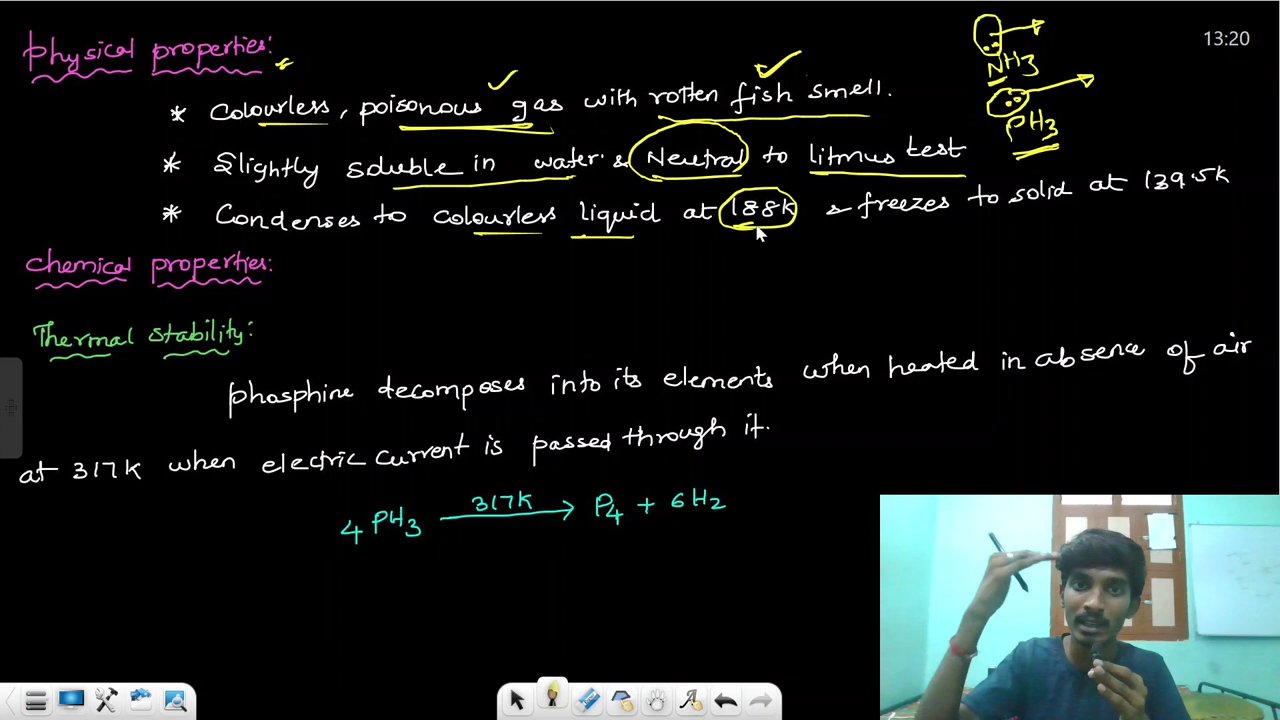 Physical properties:
13:20
NH3
* Colourless, poisonous gas with rotten fish smell.
PH3
* Slightly soluble in water & Neutral to litmus test
* Condenses to colourless liquid at 188K & freezes to solid at 139.5K
Chemical properties:
Thermal stability:
phosphine decomposes into its elements when heated in absence of air
at 317K when electric current is passed through it.
4 PH3 317K → P4 + 6H2